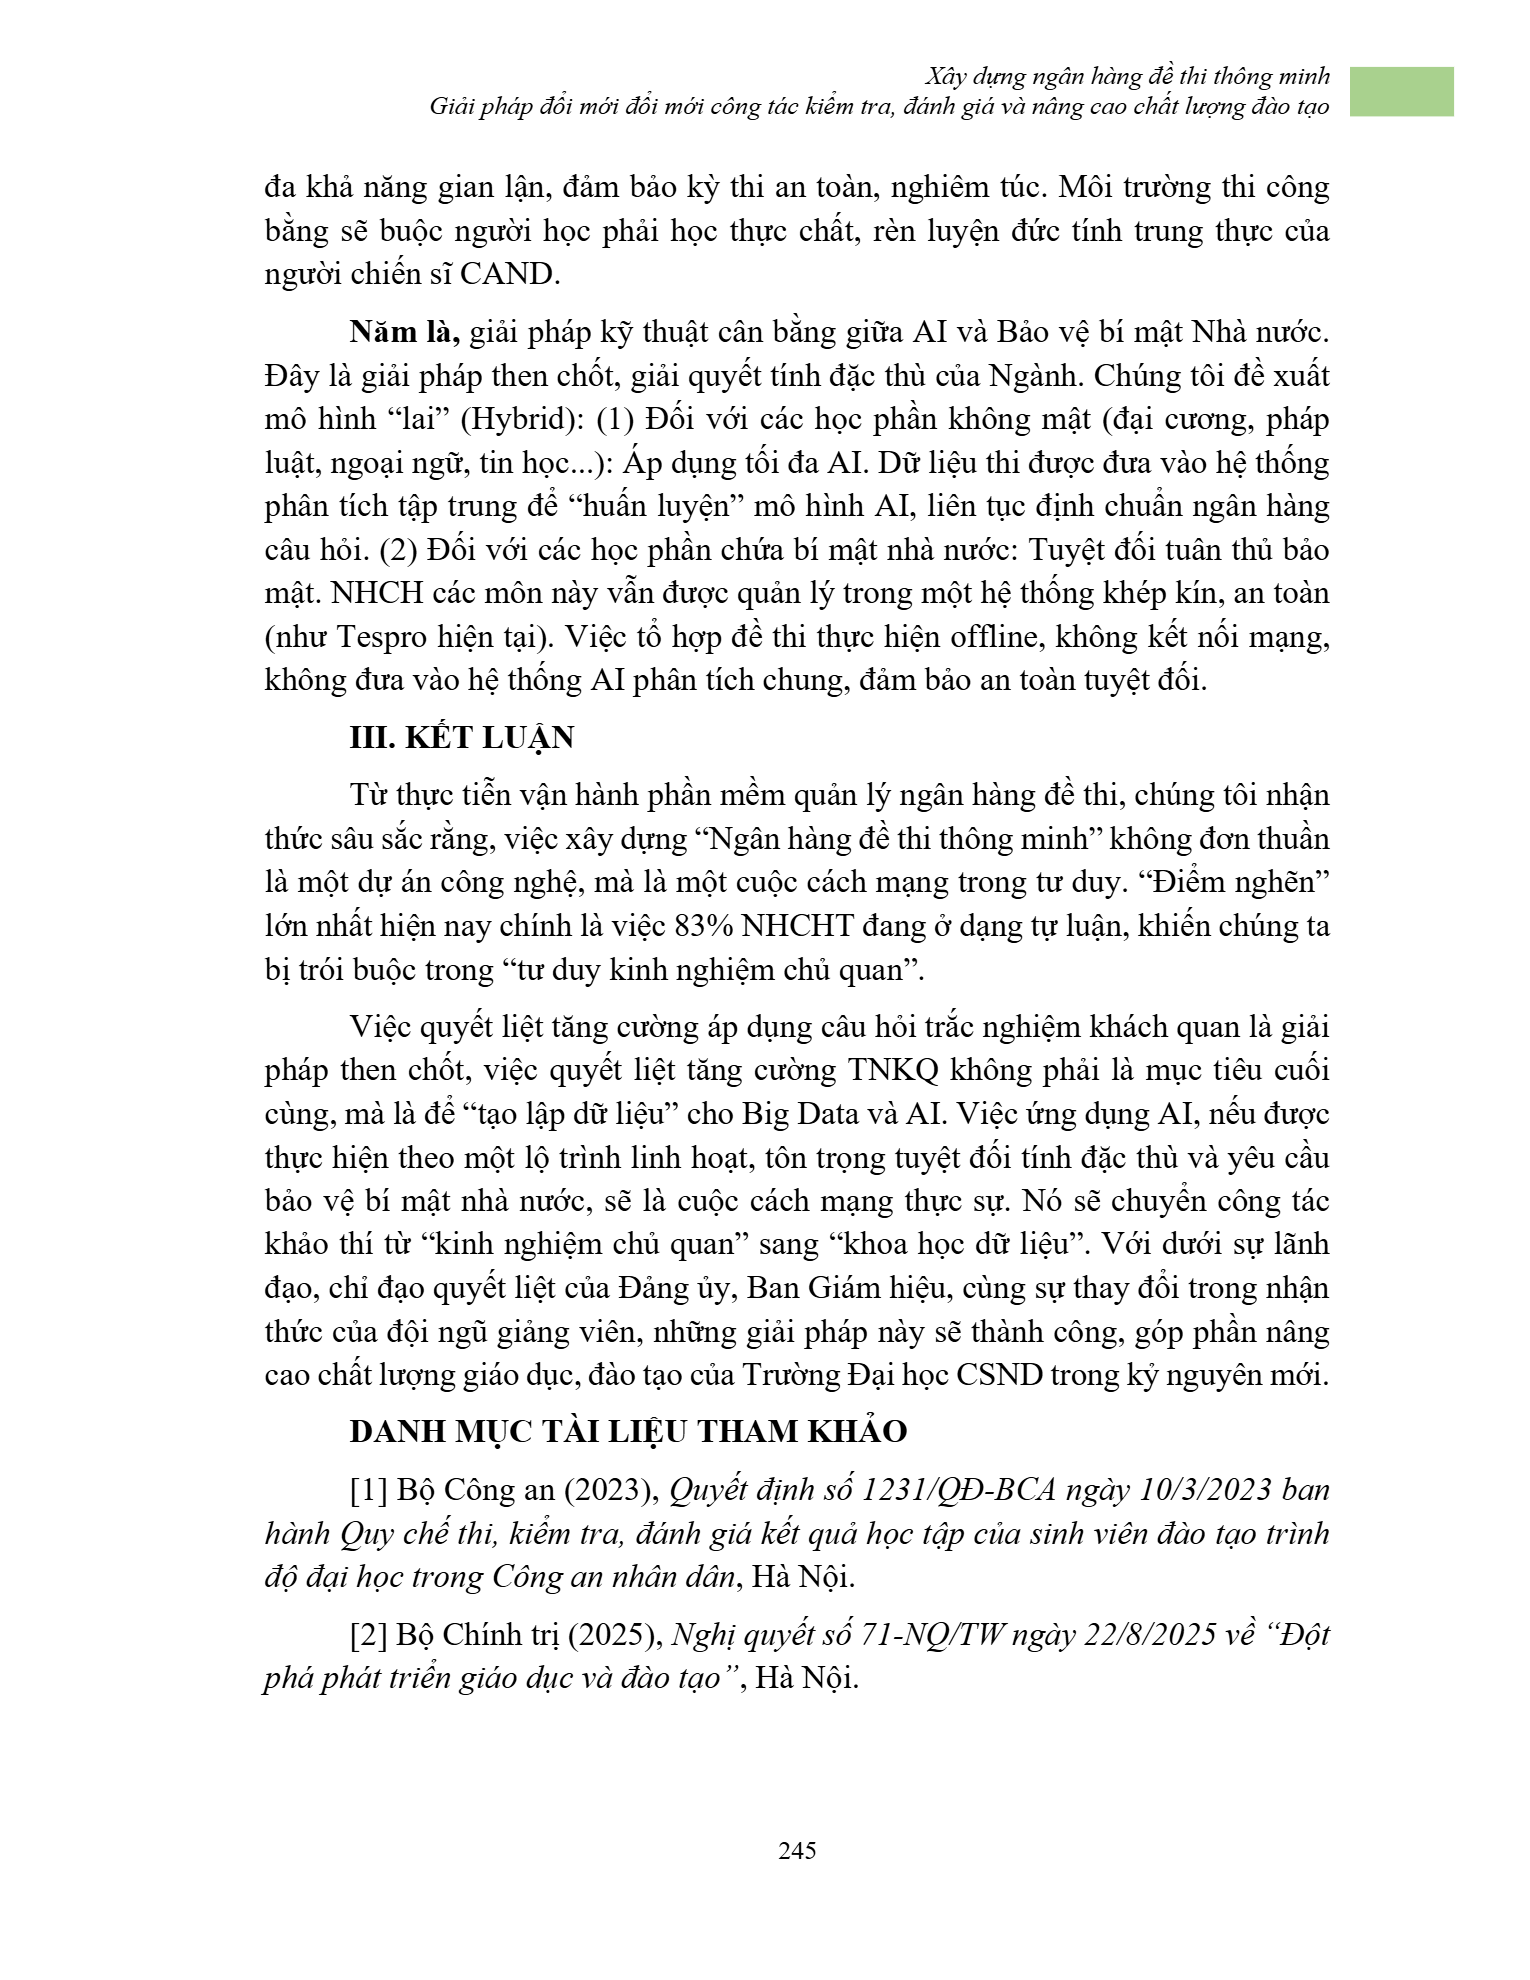 Xây dựng ngân hàng đề thi thông minh
Giải pháp đổi mới đổi mới công tác kiểm tra, đánh giá và nâng cao chất lượng đào tạo
đa khả năng gian lận, đảm bảo kỳ thi an toàn, nghiêm túc. Môi trường thi công
bằng sẽ buộc người học phải học thực chất, rèn luyện đức tính trung thực của
người chiến sĩ CAND.
Năm là, giải pháp kỹ thuật cân bằng giữa AI và Bảo vệ bí mật Nhà nước.
Đây là giải pháp then chốt, giải quyết tính đặc thù của Ngành. Chúng tôi đề xuất
mô hình “lai” (Hybrid): (1) Đối với các học phần không mật (đại cương, pháp
luật, ngoại ngữ, tin học...): Áp dụng tối đa AI. Dữ liệu thi được đưa vào hệ thống
phân tích tập trung để “huấn luyện” mô hình AI, liên tục định chuẩn ngân hàng
câu hỏi. (2) Đối với các học phần chứa bí mật nhà nước: Tuyệt đối tuân thủ bảo
mật. NHCH các môn này vẫn được quản lý trong một hệ thống khép kín, an toàn
(như Tespro hiện tại). Việc tổ hợp đề thi thực hiện offline, không kết nối mạng,
không đưa vào hệ thống AI phân tích chung, đảm bảo an toàn tuyệt đối.
III. KẾT LUẬN
Từ thực tiễn vận hành phần mềm quản lý ngân hàng đề thi, chúng tôi nhận
thức sâu sắc rằng, việc xây dựng “Ngân hàng đề thi thông minh” không đơn thuần
là một dự án công nghệ, mà là một cuộc cách mạng trong tư duy. “Điểm nghẽn”
lớn nhất hiện nay chính là việc 83% NHCHT đang ở dạng tự luận, khiến chúng ta
bị trói buộc trong “tư duy kinh nghiệm chủ quan”.
Việc quyết liệt tăng cường áp dụng câu hỏi trắc nghiệm khách quan là giải
pháp then chốt, việc quyết liệt tăng cường TNKQ không phải là mục tiêu cuối
cùng, mà là để “tạo lập dữ liệu” cho Big Data và AI. Việc ứng dụng AI, nếu được
thực hiện theo một lộ trình linh hoạt, tôn trọng tuyệt đối tính đặc thù và yêu cầu
bảo vệ bí mật nhà nước, sẽ là cuộc cách mạng thực sự. Nó sẽ chuyển công tác
khảo thí từ “kinh nghiệm chủ quan” sang “khoa học dữ liệu”. Với dưới sự lãnh
đạo, chỉ đạo quyết liệt của Đảng ủy, Ban Giám hiệu, cùng sự thay đổi trong nhận
thức của đội ngũ giảng viên, những giải pháp này sẽ thành công, góp phần nâng
cao chất lượng giáo dục, đào tạo của Trường Đại học CSND trong kỷ nguyên mới.
DANH MỤC TÀI LIỆU THAM KHẢO
[1] Bộ Công an (2023), Quyết định số 1231/QĐ-BCA ngày 10/3/2023 ban
hành Quy chế thi, kiểm tra, đánh giá kết quả học tập của sinh viên đào tạo trình
độ đại học trong Công an nhân dân, Hà Nội.
[2] Bộ Chính trị (2025), Nghị quyết số 71-NQ/TW ngày 22/8/2025 về “Đột
phá phát triển giáo dục và đào tạo”, Hà Nội.
245